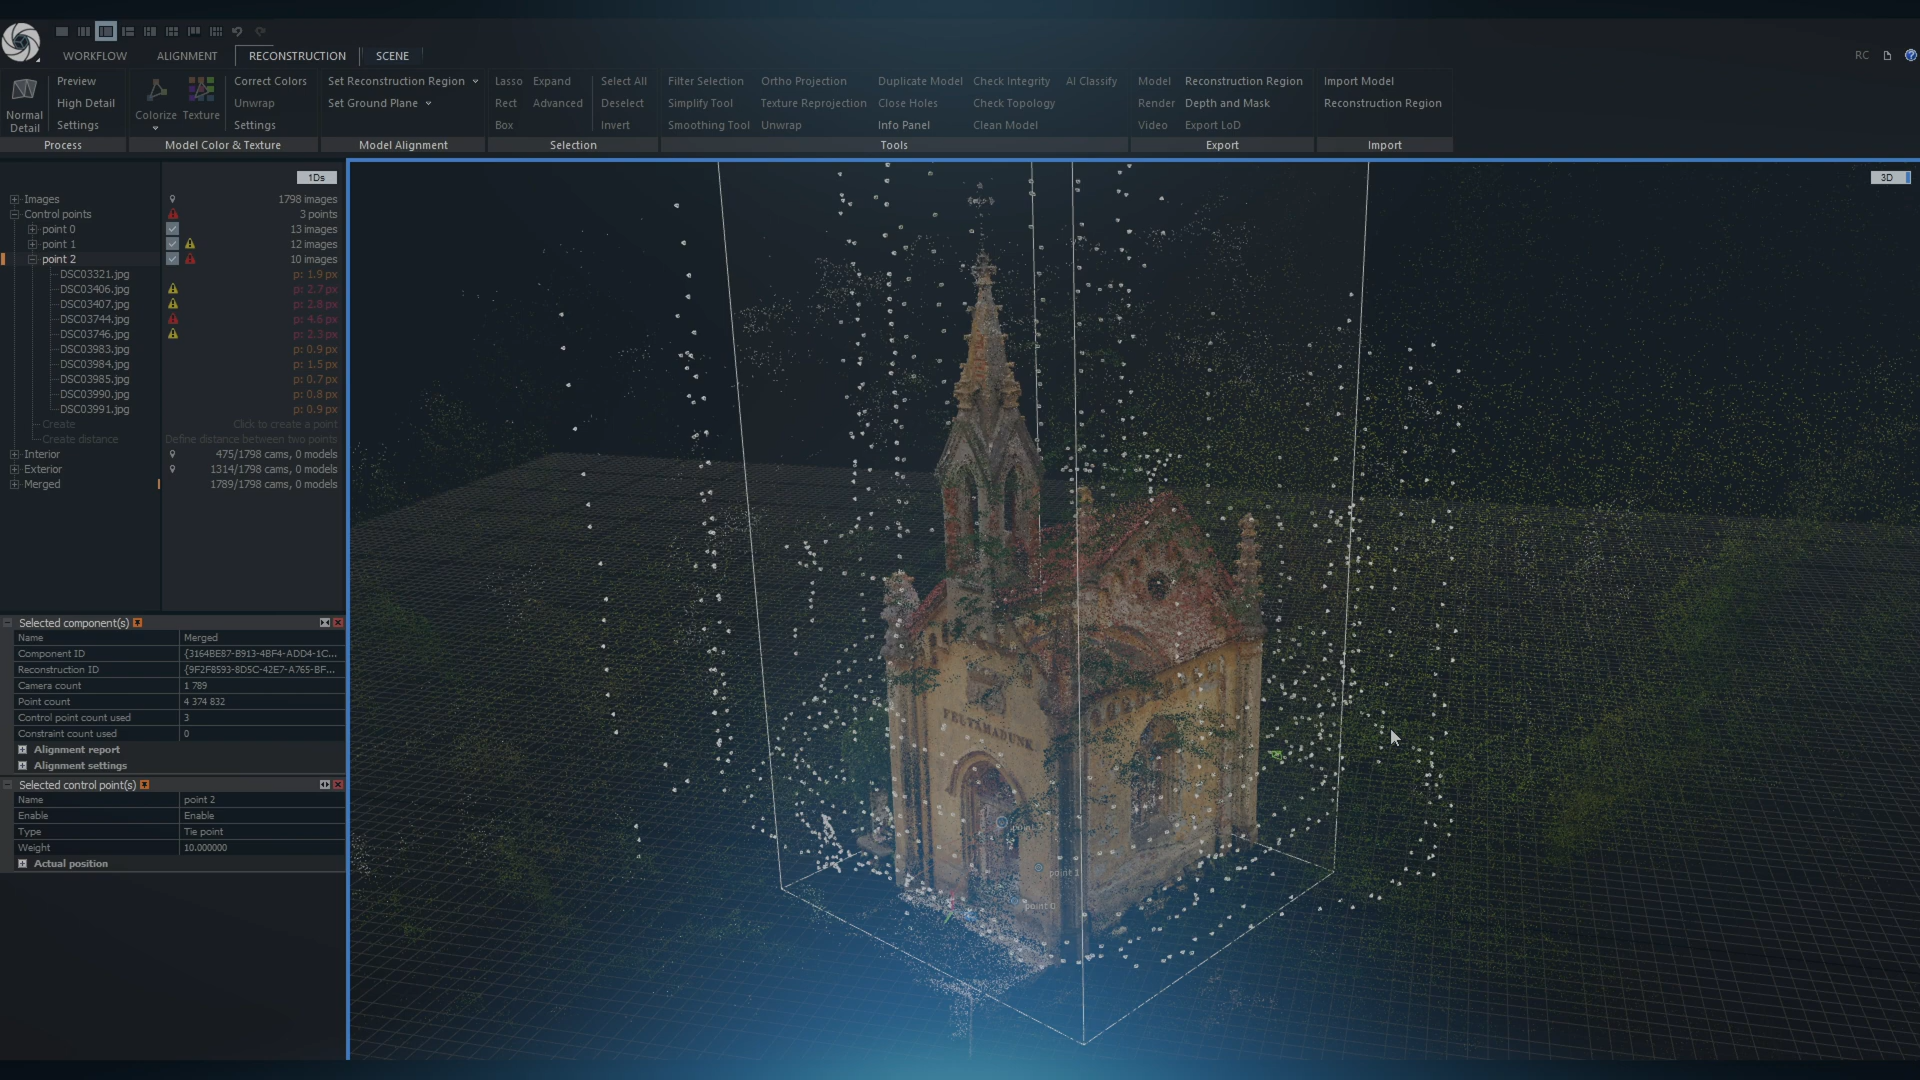 WORKFLOW ALIGNMENT RECONSTRUCTION SCENE RC
Normal Detail
Preview
High Detail
Settings
Process
Colorize
Texture
Correct Colors
Unwrap
Settings
Model Color & Texture
Set Reconstruction Region
Set Ground Plane
Model Alignment
Lasso Expand Select All
Rect Advanced Deselect
Box Invert
Selection
Filter Selection Ortho Projection Duplicate Model Check Integrity AI Classify
Simplify Tool Texture Reprojection Close Holes Check Topology
Smoothing Tool Unwrap Info Panel Clean Model
Tools
Model Reconstruction Region
Render Depth and Mask
Video Export LoD
Export
Import Model
Reconstruction Region
Import
1Ds
3D
Images 1798 images
Control points 3 points
point 0 13 images
point 1 12 images
point 2 10 images
DSC03321.jpg p: 1.9 px
DSC03406.jpg p: 2.7 px
DSC03407.jpg p: 2.8 px
DSC03744.jpg p: 4.6 px
DSC03746.jpg p: 2.3 px
DSC03983.jpg p: 0.9 px
DSC03984.jpg p: 1.5 px
DSC03985.jpg p: 0.7 px
DSC03990.jpg p: 0.8 px
DSC03991.jpg p: 0.9 px
Create Click to create a point
Create distance Define distance between two points
Interior 475/1798 cams, 0 models
Exterior 1314/1798 cams, 0 models
Merged 1789/1798 cams, 0 models
Selected component(s)
Name Merged
Component ID {3164BE87-B913-4BF4-ADD4-1C...
Reconstruction ID {9F2F8593-8D5C-42E7-A765-BF...
Camera count 1 789
Point count 4 374 832
Control point count used 3
Constraint count used 0
Alignment report
Alignment settings
Selected control point(s)
Name point 2
Enable Enable
Type Tie point
Weight 10.000000
Actual position
FELTÁMADUNK
point 1
point 0